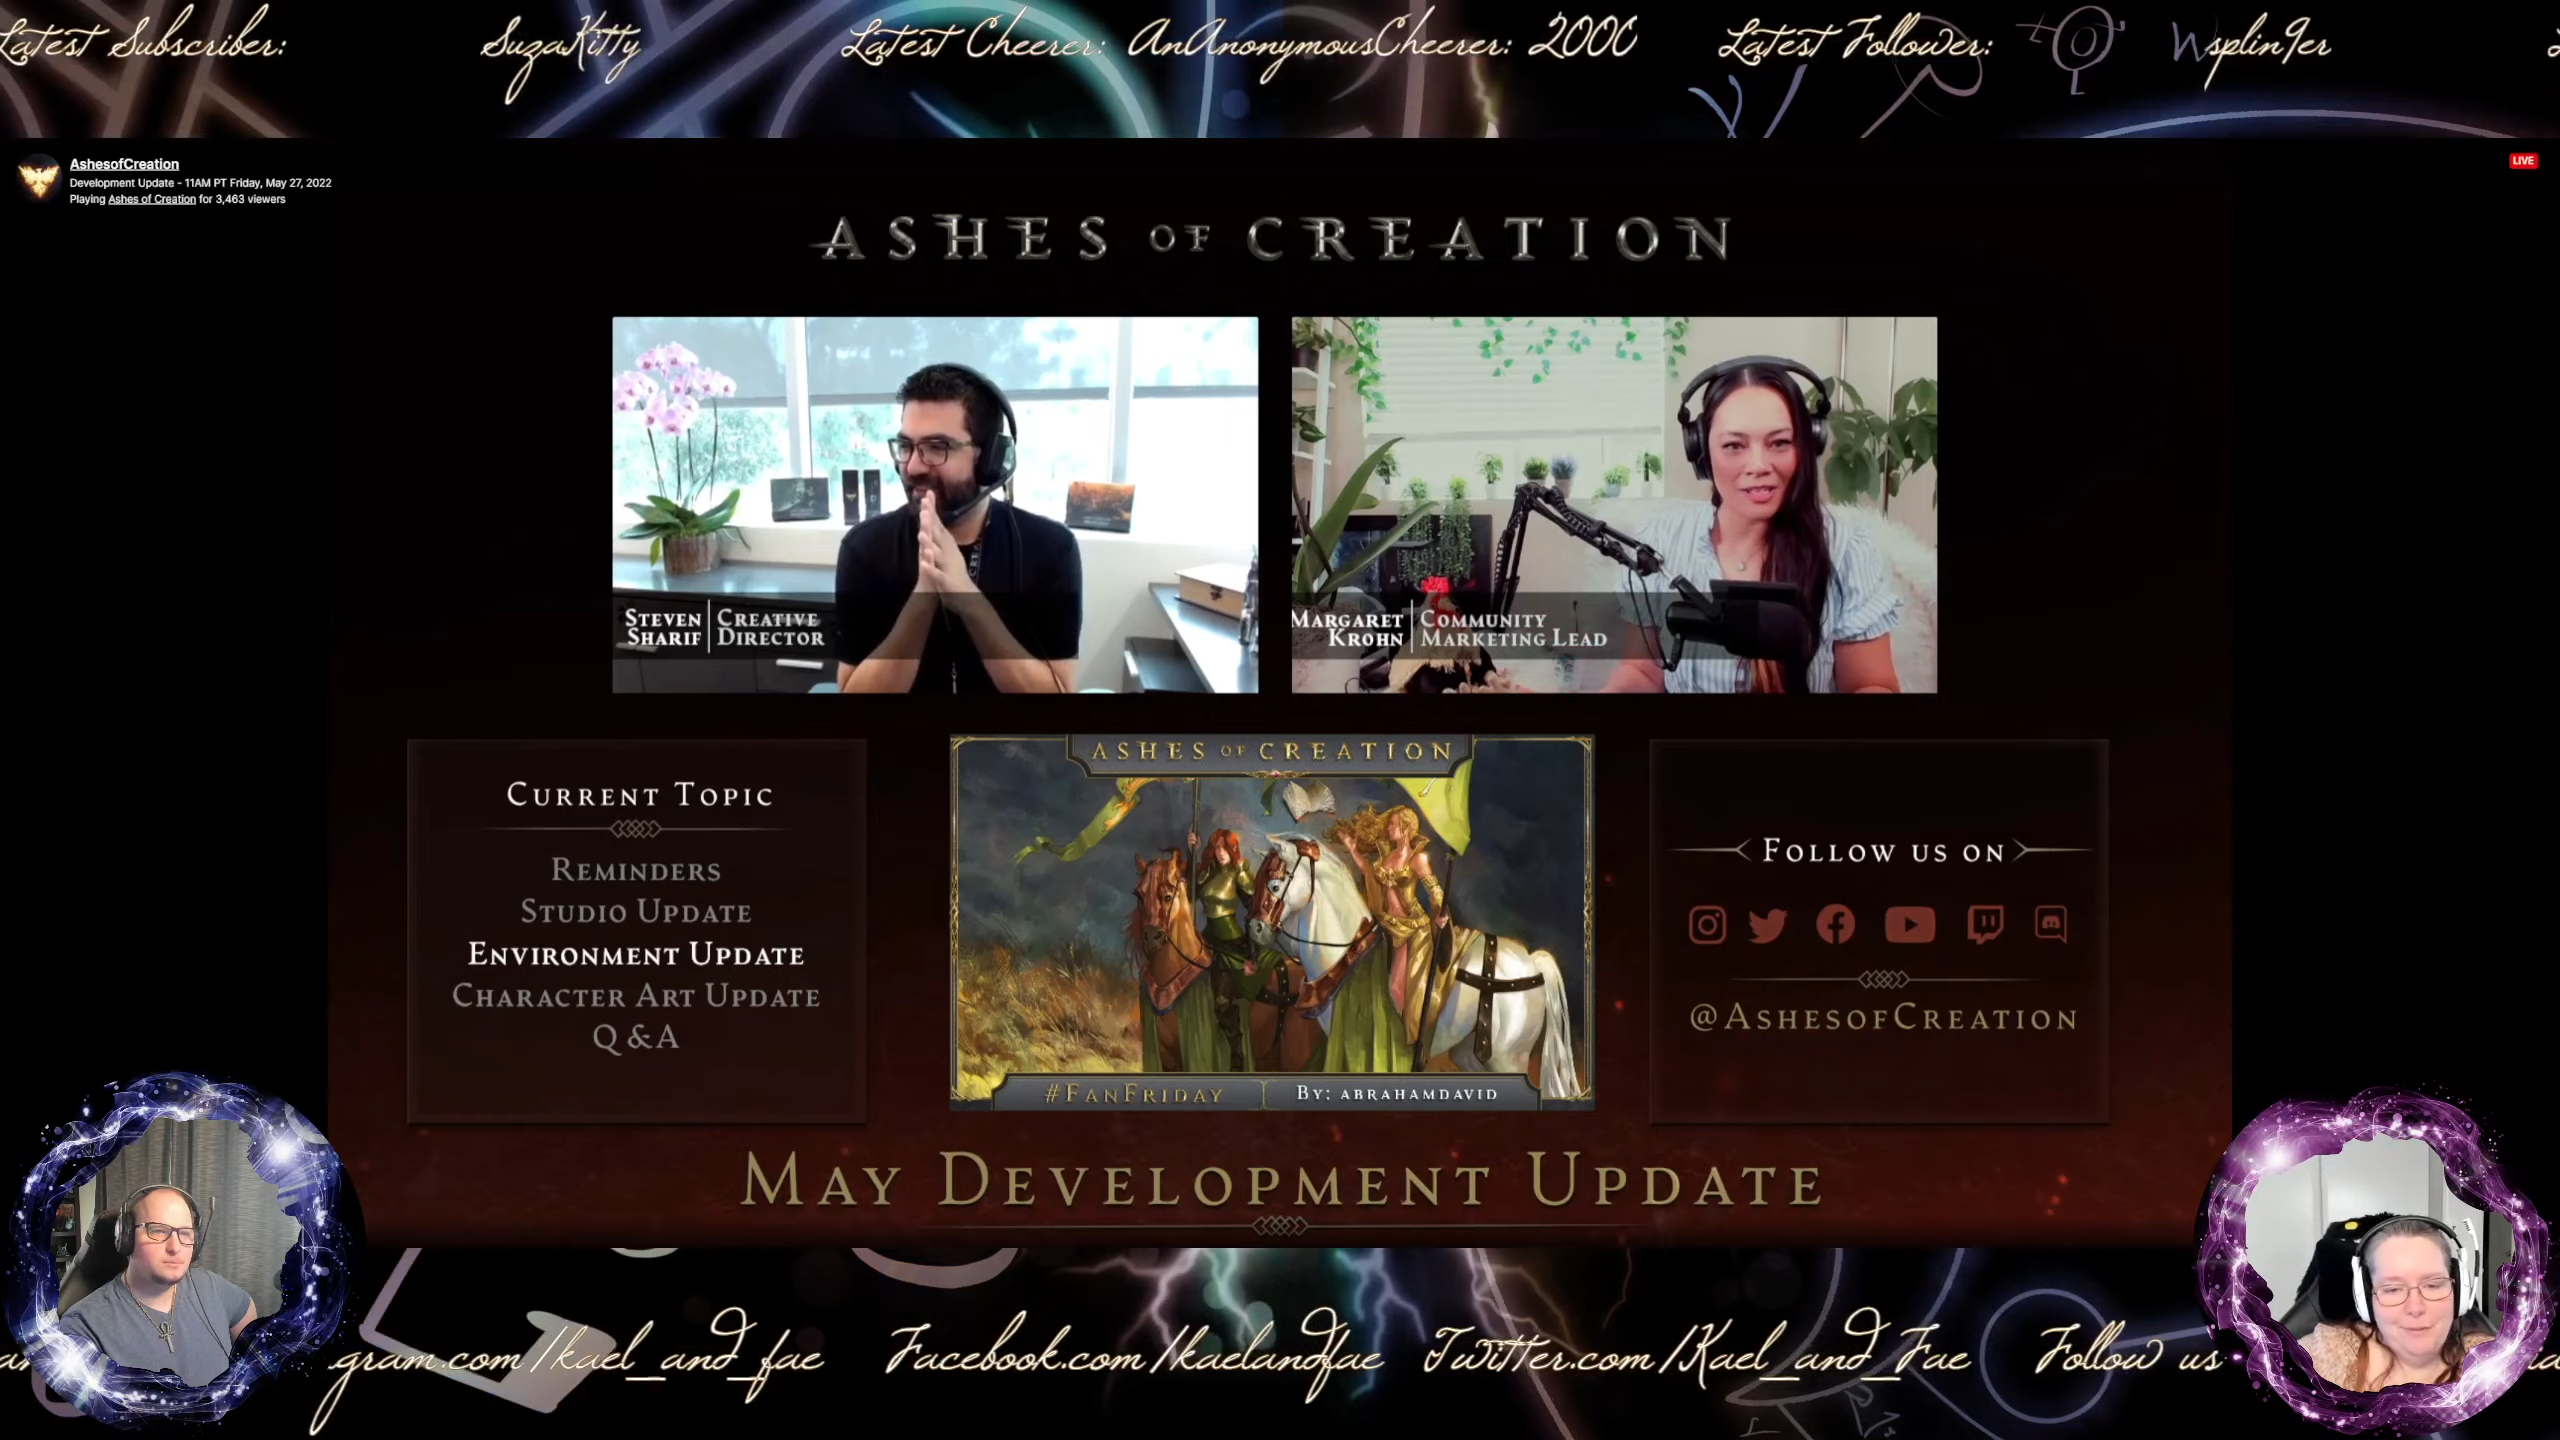 Latest Subscriber: SuzaKitty Latest Cheerer: AnAnonymousCheerer: 2000 Latest Follower: Wsplin9er
AshesofCreation
Development Update - 11AM PT Friday, May 27, 2022
Playing Ashes of Creation for 3,463 viewers
LIVE
ASHES OF CREATION
STEVEN SHARIF
CREATIVE DIRECTOR
MARGARET KROHN
COMMUNITY MARKETING LEAD
CURRENT TOPIC
REMINDERS
STUDIO UPDATE
ENVIRONMENT UPDATE
CHARACTER ART UPDATE
Q & A
ASHES OF CREATION
#FANFRIDAY
BY: ABRAHAMDAVID
FOLLOW US ON
@ASHESOFCREATION
MAY DEVELOPMENT UPDATE
gram.com/kael_and_fae Facebook.com/kaelandfae Twitter.com/Kael_and_Fae Follow us